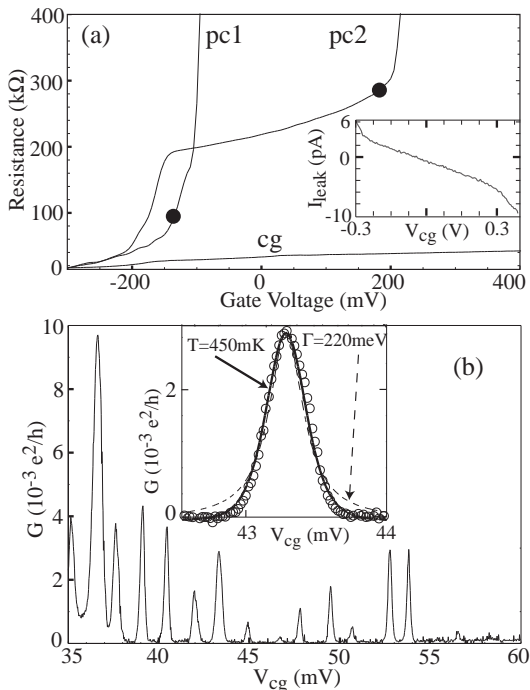 (a)
pc1
pc2
400
300
200
100
0
Resistance (kΩ)
cg
-200
0
200
400
Gate Voltage (mV)
6
0
-10
I_leak (pA)
-0.3
0.3
V_cg (V)
(b)
10
8
6
4
2
0
G (10^-3 e^2/h)
35
40
45
50
55
60
V_cg (mV)
T=450mK
Γ=220meV
2
0
G (10^-3 e^2/h)
43
44
V_cg (mV)